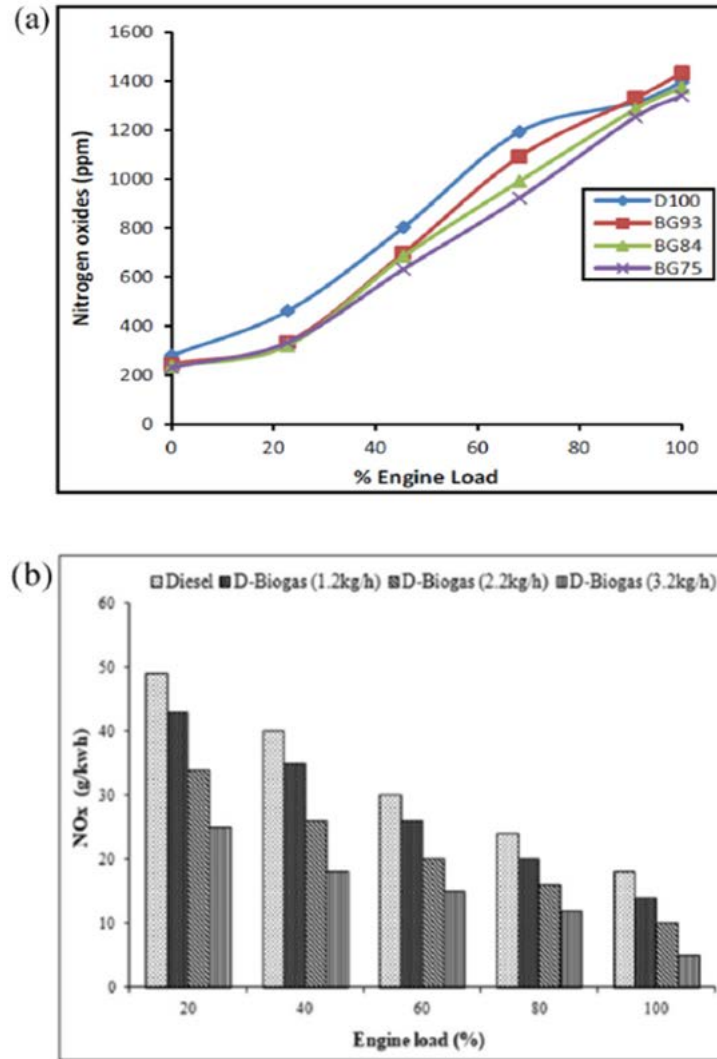 (a)
1600
1400
1200
1000
800
600
400
200
0
Nitrogen oxides (ppm)
D100
BG93
BG84
BG75
0 20 40 60 80 100
% Engine Load
(b)
Diesel D-Biogas (1.2kg/h) D-Biogas (2.2kg/h) D-Biogas (3.2kg/h)
60
50
40
30
20
10
0
NOx (g/kwh)
20 40 60 80 100
Engine load (%)